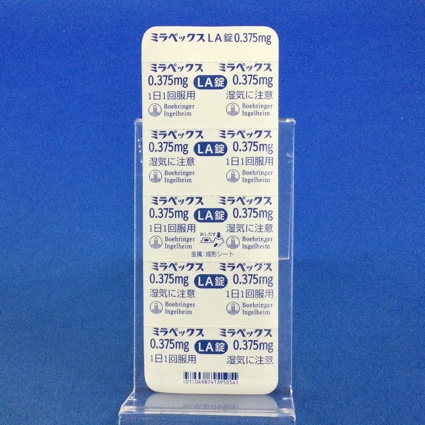 ミラペックスLA錠0.375mg
ミラペックス ミラペックス
0.375mg LA錠 0.375mg
1日1回服用 湿気に注意
Boehringer Ingelheim Boehringer Ingelheim
ミラペックス ミラペックス
0.375mg LA錠 0.375mg
湿気に注意 1日1回服用
Boehringer Ingelheim Boehringer Ingelheim
ミラペックス ミラペックス
0.375mg LA錠 0.375mg
1日1回服用 おしだす 湿気に注意
Boehringer Ingelheim Boehringer Ingelheim
金属:成形シート
ミラペックス ミラペックス
0.375mg LA錠 0.375mg
湿気に注意 1日1回服用
Boehringer Ingelheim Boehringer Ingelheim
ミラペックス ミラペックス
0.375mg LA錠 0.375mg
1日1回服用 湿気に注意
(01)04987413950541